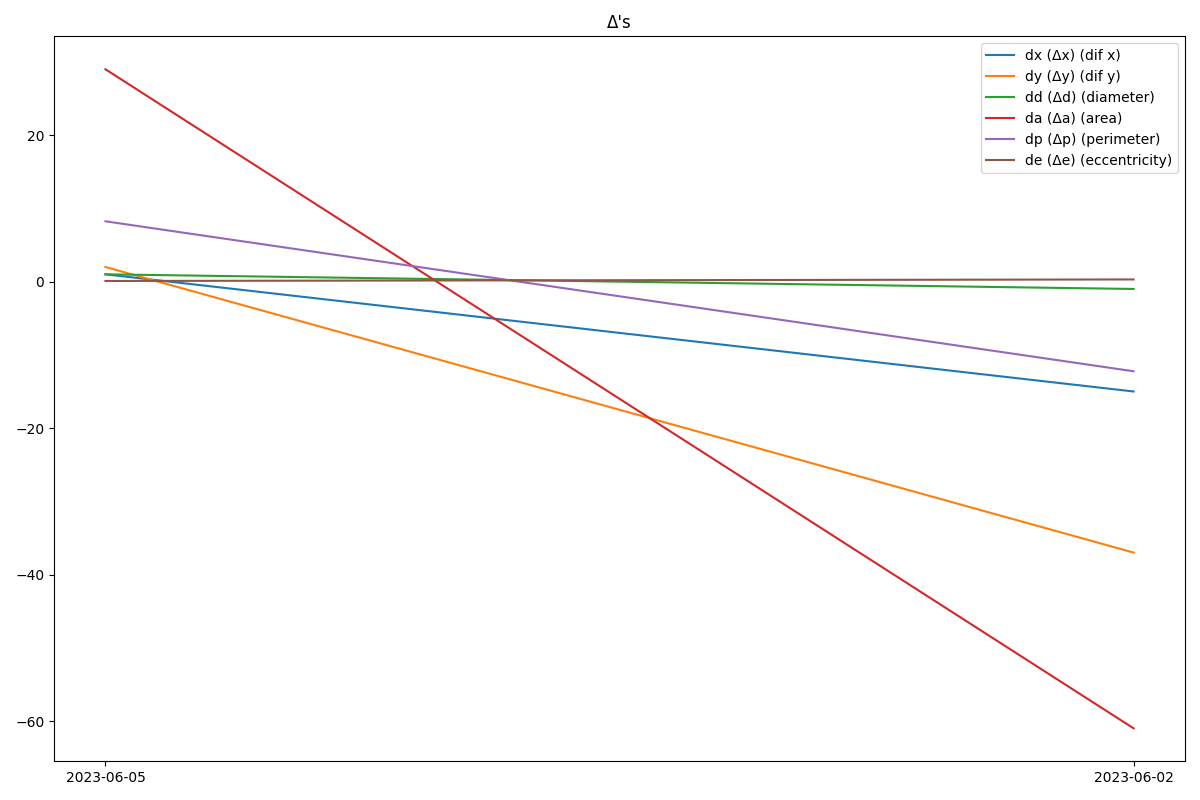 Δ's
dx (Δx) (dif x)
dy (Δy) (dif y)
dd (Δd) (diameter)
da (Δa) (area)
dp (Δp) (perimeter)
de (Δe) (eccentricity)
20
0
−20
−40
−60
2023-06-05
2023-06-02